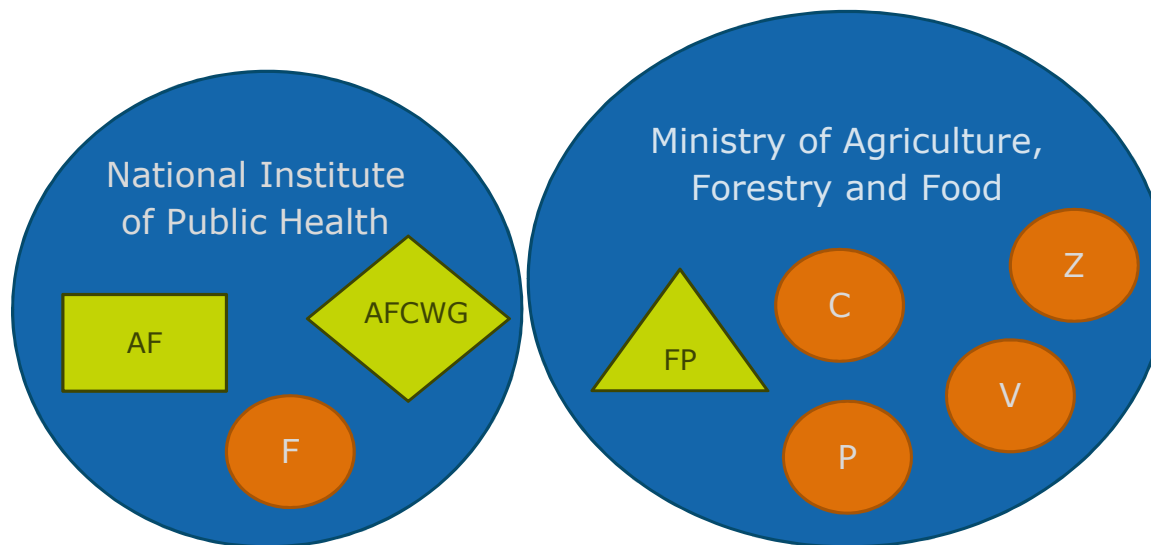 National Institute
of Public Health
AF
AFCWG
F
Ministry of Agriculture,
Forestry and Food
FP
C
Z
V
P